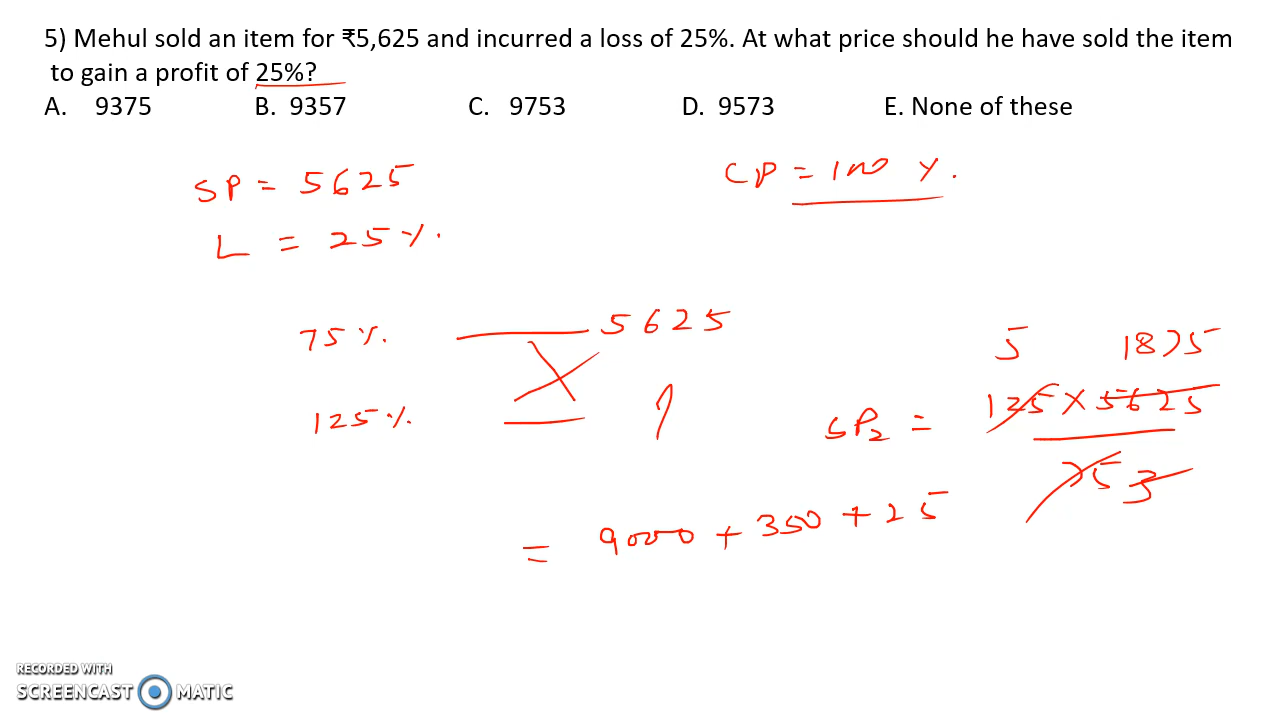 5) Mehul sold an item for ₹5,625 and incurred a loss of 25%. At what price should he have sold the item
to gain a profit of 25%?
A. 9375 B. 9357 C. 9753 D. 9573 E. None of these
SP = 5625
CP = 100 %.
L = 25 %.
75 %. 5625
5 1875
125 %. ?
SP2 = 125 × 5625
75 3
= 9000 + 350 + 25
RECORDED WITH
SCREENCAST MATIC